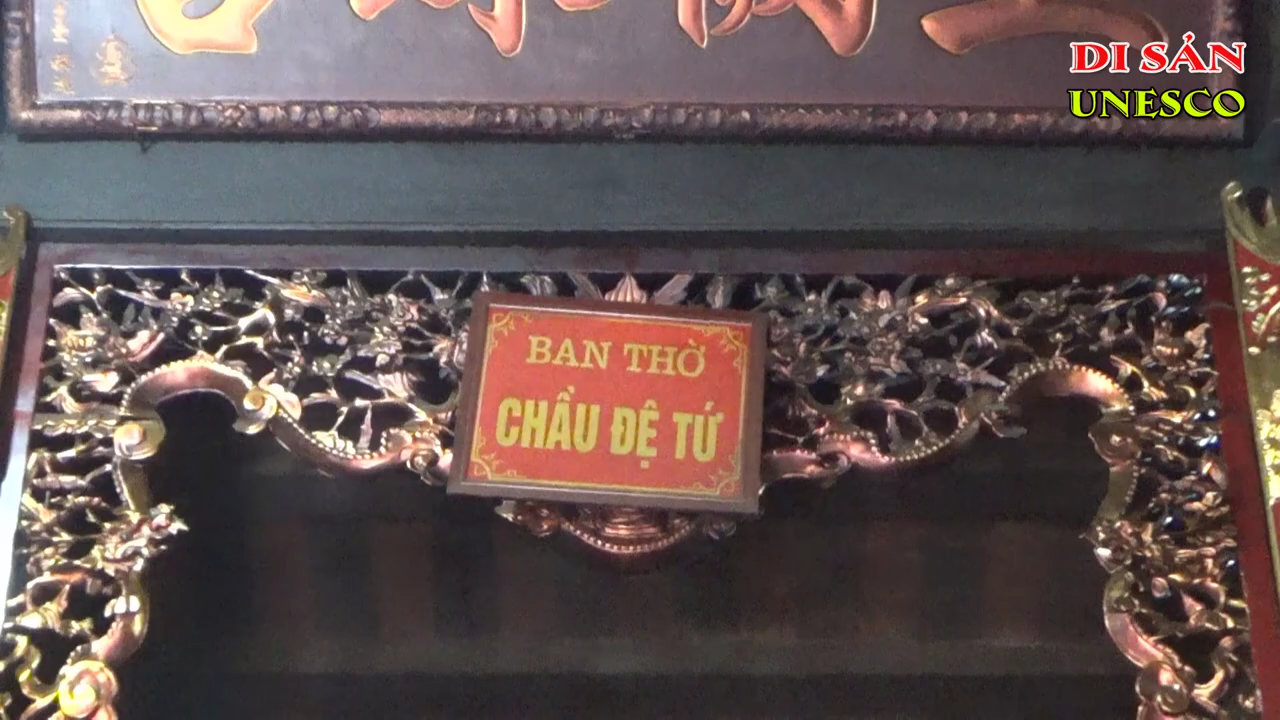 DI SẢN
UNESCO
BAN THỜ
CHẦU ĐỆ TỨ